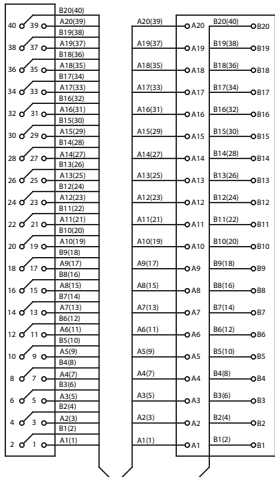 B20(40)
40 39 A20(39) A20(39) A20 B20(40) B20
B19(38)
38 37 A19(37) A19(37) A19 B19(38) B19
B18(36)
36 35 A18(35) A18(35) A18 B18(36) B18
B17(34)
34 33 A17(33) A17(33) A17 B17(34) B17
B16(32)
32 31 A16(31) A16(31) A16 B16(32) B16
B15(30)
30 29 A15(29) A15(29) A15 B15(30) B15
B14(28)
28 27 A14(27) A14(27) A14 B14(28) B14
B13(26)
26 25 A13(25) A13(25) A13 B13(26) B13
B12(24)
24 23 A12(23) A12(23) A12 B12(24) B12
B11(22)
22 21 A11(21) A11(21) A11 B11(22) B11
B10(20)
20 19 A10(19) A10(19) A10 B10(20) B10
B9(18)
18 17 A9(17) A9(17) A9 B9(18) B9
B8(16)
16 15 A8(15) A8(15) A8 B8(16) B8
B7(14)
14 13 A7(13) A7(13) A7 B7(14) B7
B6(12)
12 11 A6(11) A6(11) A6 B6(12) B6
B5(10)
10 9 A5(9) A5(9) A5 B5(10) B5
B4(8)
8 7 A4(7) A4(7) A4 B4(8) B4
B3(6)
6 5 A3(5) A3(5) A3 B3(6) B3
B2(4)
4 3 A2(3) A2(3) A2 B2(4) B2
B1(2)
2 1 A1(1) A1(1) A1 B1(2) B1